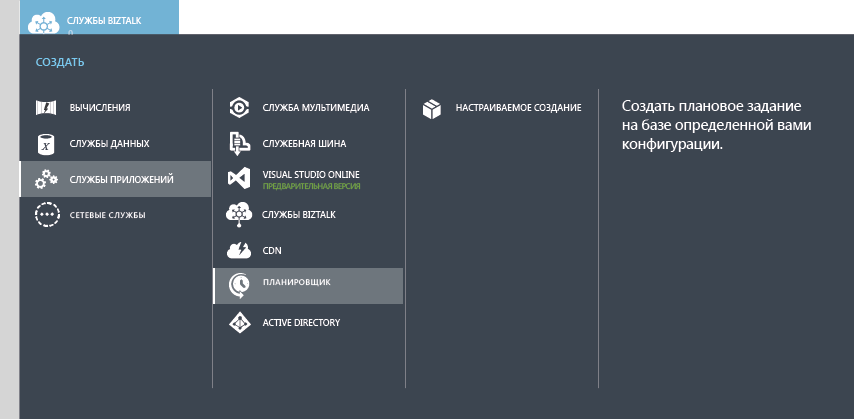 СЛУЖБЫ BIZTALK
0
СОЗДАТЬ
ВЫЧИСЛЕНИЯ
СЛУЖБЫ ДАННЫХ
СЛУЖБЫ ПРИЛОЖЕНИЙ
СЕТЕВЫЕ СЛУЖБЫ
СЛУЖБА МУЛЬТИМЕДИА
СЛУЖЕБНАЯ ШИНА
VISUAL STUDIO ONLINE
ПРЕДВАРИТЕЛЬНАЯ ВЕРСИЯ
СЛУЖБЫ BIZTALK
CDN
ПЛАНИРОВЩИК
ACTIVE DIRECTORY
НАСТРАИВАЕМОЕ СОЗДАНИЕ
Создать плановое задание
на базе определенной вами
конфигурации.